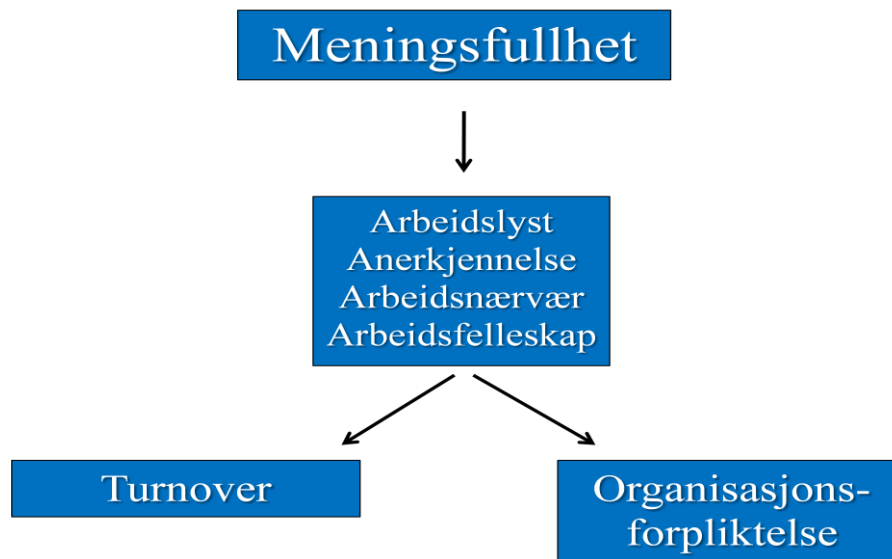 Meningsfullhet
Arbeidslyst
Anerkjennelse
Arbeidsnærvær
Arbeidsfelleskap
Turnover
Organisasjons-
forpliktelse